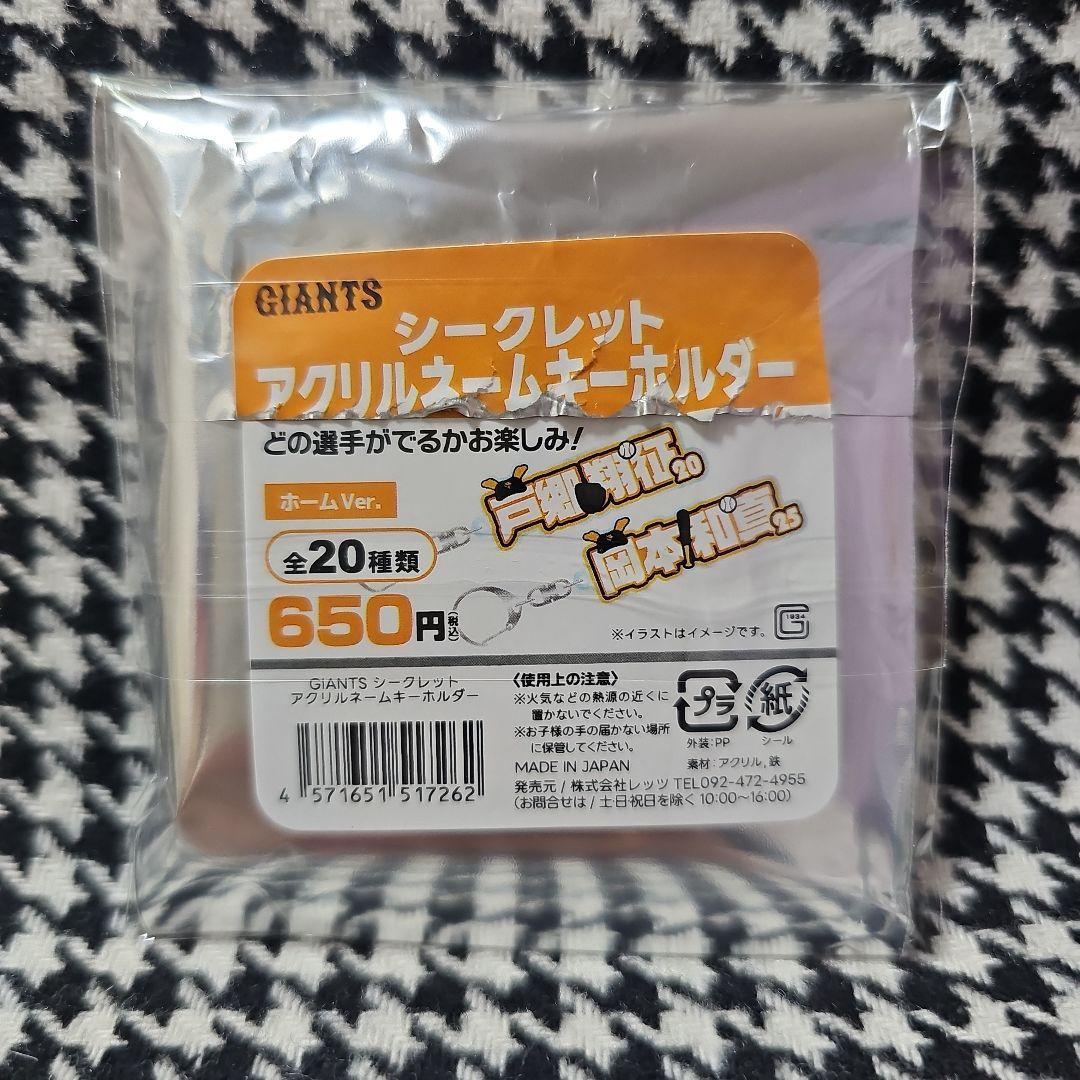 GIANTS
シークレット
アクリルネームキーホルダー
どの選手がでるかお楽しみ!
ホームVer.
全20種類
650円(税込)
戸郷翔征20
岡本和真25
※イラストはイメージです。
1934
G
GIANTS シークレット
アクリルネームキーホルダー
4 571651 517262
〈使用上の注意〉
※火気などの熱源の近くに
置かないでください。
※お子様の手の届かない場所
に保管してください。
MADE IN JAPAN
プラ
外装:PP
紙
シール
素材:アクリル,鉄
発売元/株式会社レッツ TEL092-472-4955
(お問合せは/土日祝日を除く10:00〜16:00)